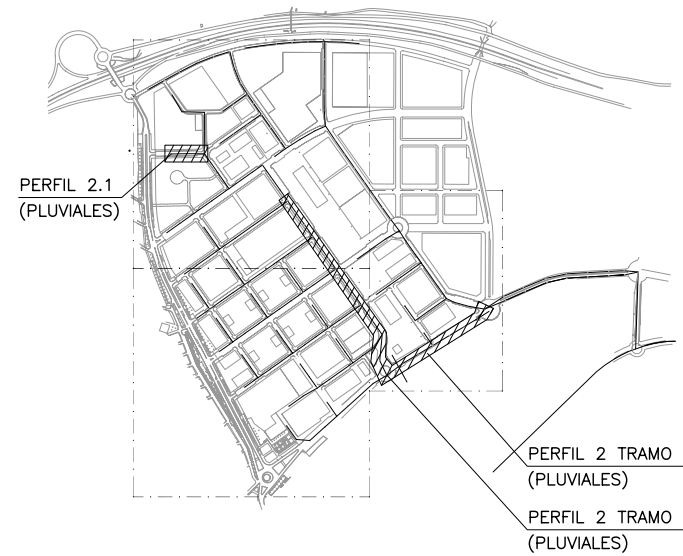 PERFIL 2.1
(PLUVIALES)
PERFIL 2 TRAMO
(PLUVIALES)
PERFIL 2 TRAMO
(PLUVIALES)